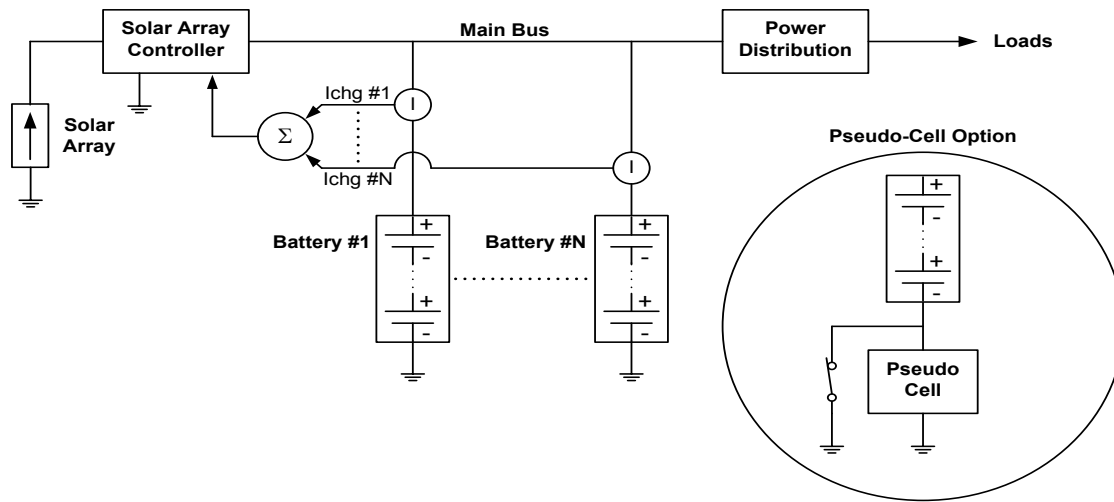 Solar Array
Controller
Main Bus
Power
Distribution
Loads
Solar
Array
Σ
Ichg #1
I
Ichg #N
I
Pseudo-Cell Option
Battery #1
+
-
+
-
Battery #N
+
-
+
-
+
-
+
-
Pseudo
Cell